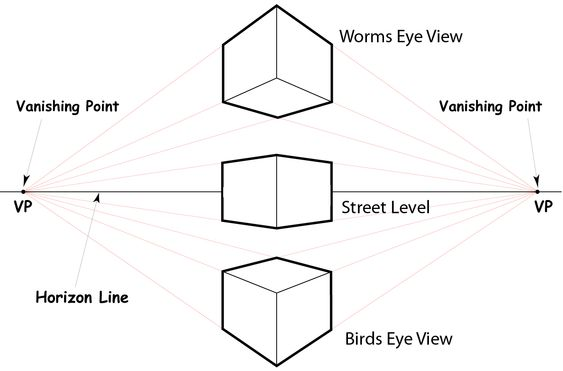 Worms Eye View
Vanishing Point
Vanishing Point
VP
Street Level
VP
Horizon Line
Birds Eye View